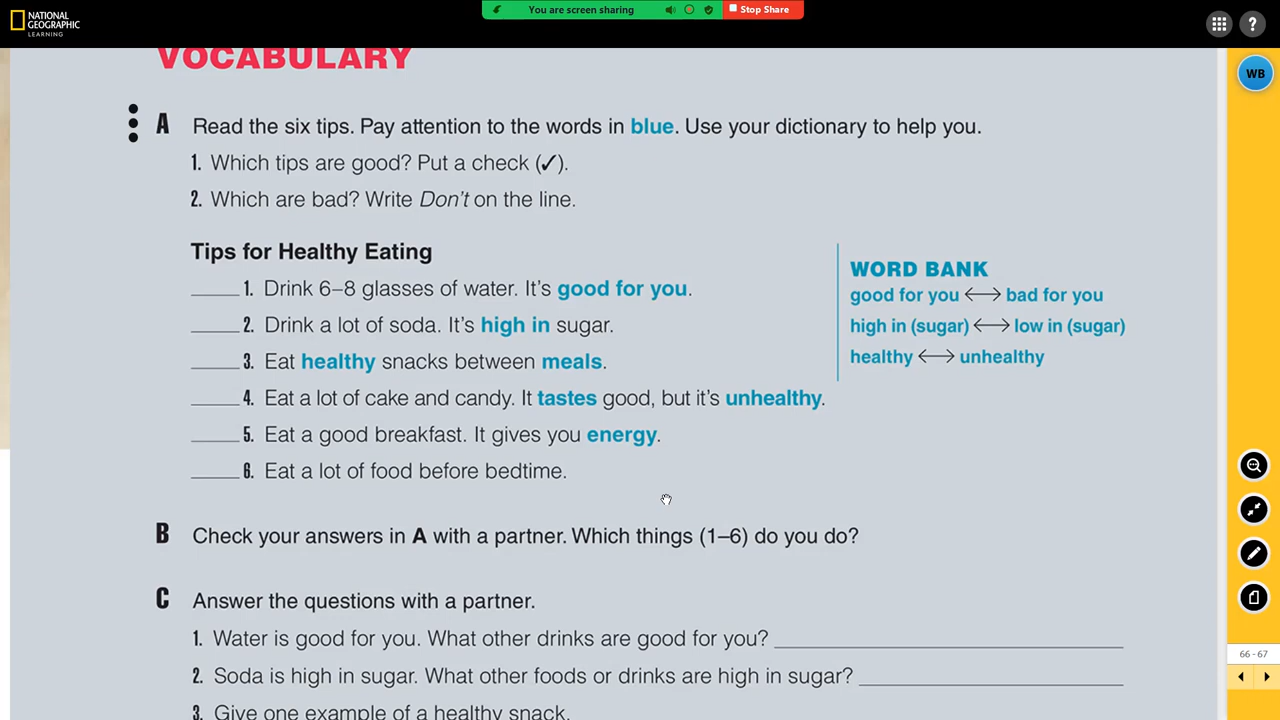 NATIONAL
GEOGRAPHIC
LEARNING
You are screen sharing
Stop Share
WB
VOCABULARY
A Read the six tips. Pay attention to the words in blue. Use your dictionary to help you.
1. Which tips are good? Put a check (✓).
2. Which are bad? Write Don't on the line.
Tips for Healthy Eating
_____1. Drink 6–8 glasses of water. It's good for you.
_____2. Drink a lot of soda. It's high in sugar.
_____3. Eat healthy snacks between meals.
_____4. Eat a lot of cake and candy. It tastes good, but it's unhealthy.
_____5. Eat a good breakfast. It gives you energy.
_____6. Eat a lot of food before bedtime.
WORD BANK
good for you ⟷ bad for you
high in (sugar) ⟷ low in (sugar)
healthy ⟷ unhealthy
B Check your answers in A with a partner. Which things (1–6) do you do?
C Answer the questions with a partner.
1. Water is good for you. What other drinks are good for you? _____
2. Soda is high in sugar. What other foods or drinks are high in sugar? _____
3. Give one example of a healthy snack.
66 - 67